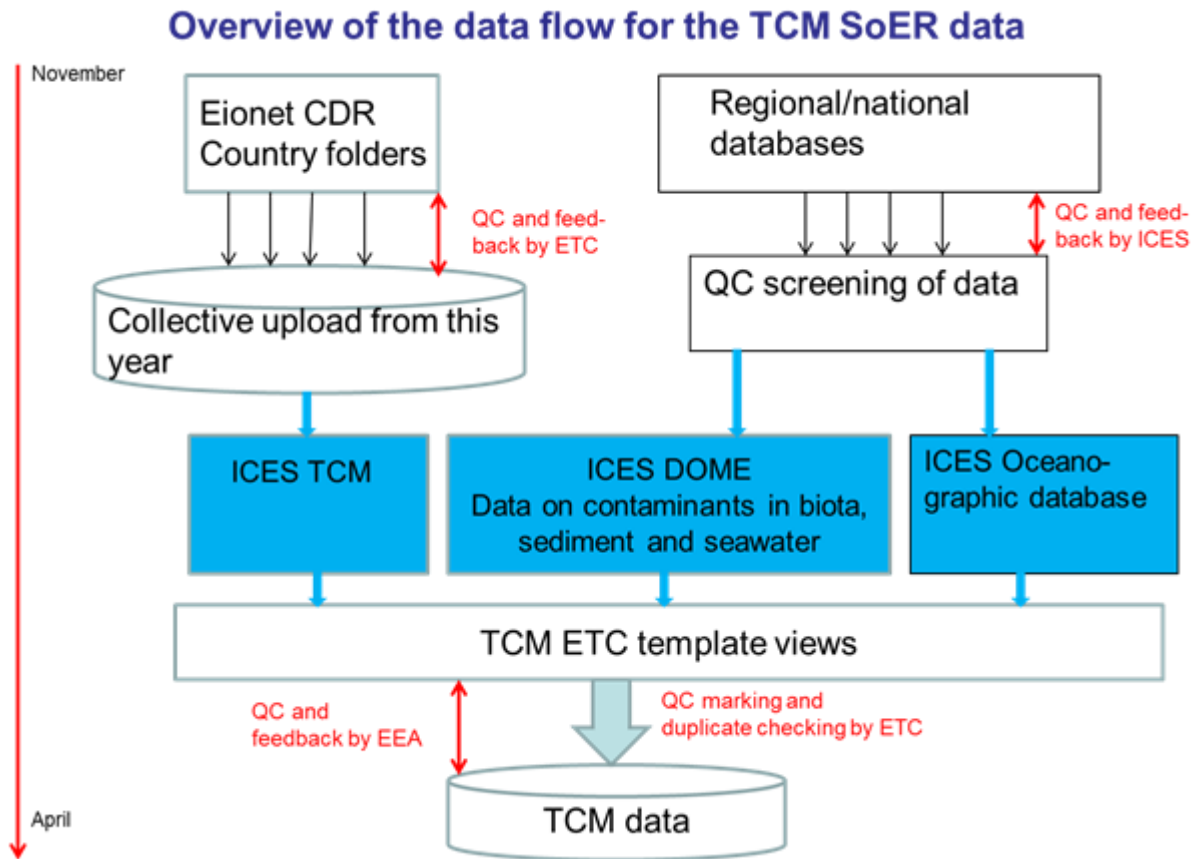 Overview of the data flow for the TCM SoER data
November
Eionet CDR
Country folders
Regional/national
databases
QC and feed-
back by ETC
QC and feed-
back by ICES
Collective upload from this
year
QC screening of data
ICES TCM
ICES DOME
Data on contaminants in biota,
sediment and seawater
ICES Oceano-
graphic database
TCM ETC template views
QC and
feedback by EEA
QC marking and
duplicate checking by ETC
TCM data
April